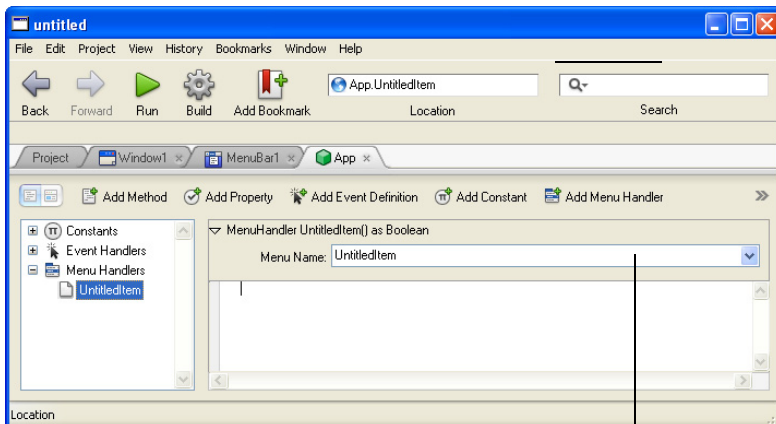 untitled
File Edit Project View History Bookmarks Window Help
App.UntitledItem
Back Forward Run Build Add Bookmark Location Search
Project Window1 MenuBar1 App
Add Method Add Property Add Event Definition Add Constant Add Menu Handler
Constants
Event Handlers
Menu Handlers
UntitledItem
MenuHandler UntitledItem() as Boolean
Menu Name: UntitledItem
Location